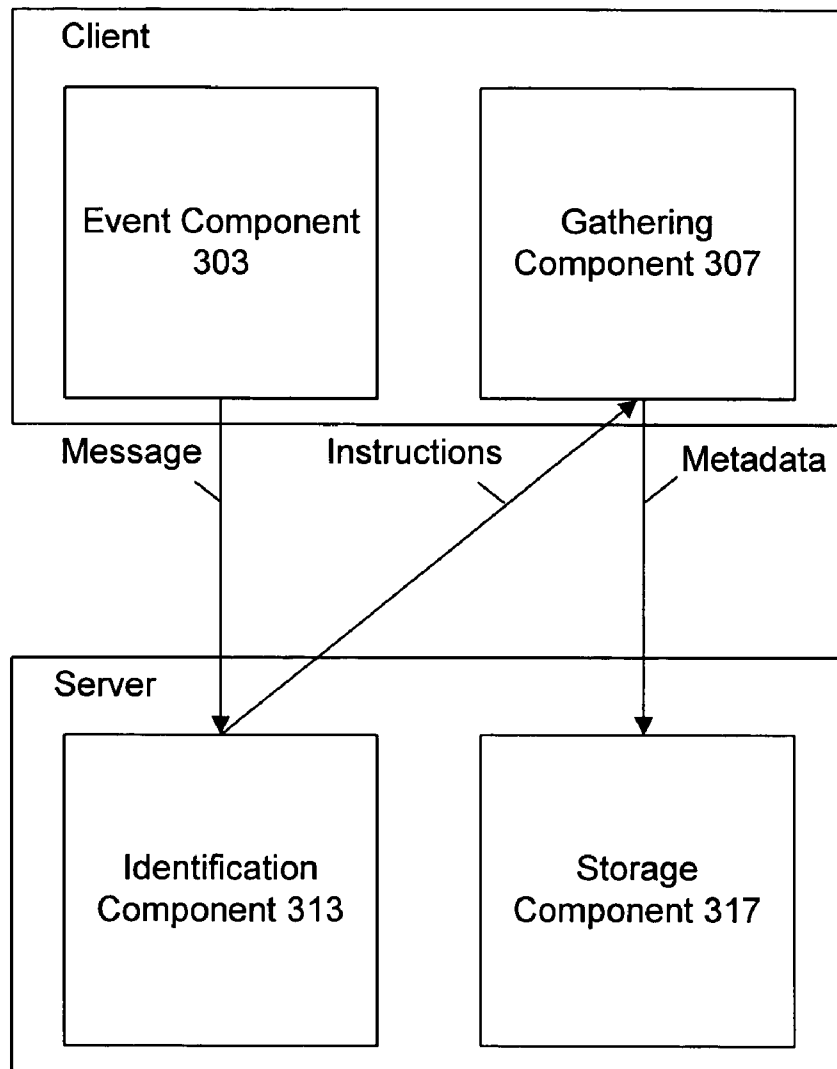 Client
Event Component
303
Gathering
Component 307
Message
Instructions
Metadata
Server
Identification
Component 313
Storage
Component 317